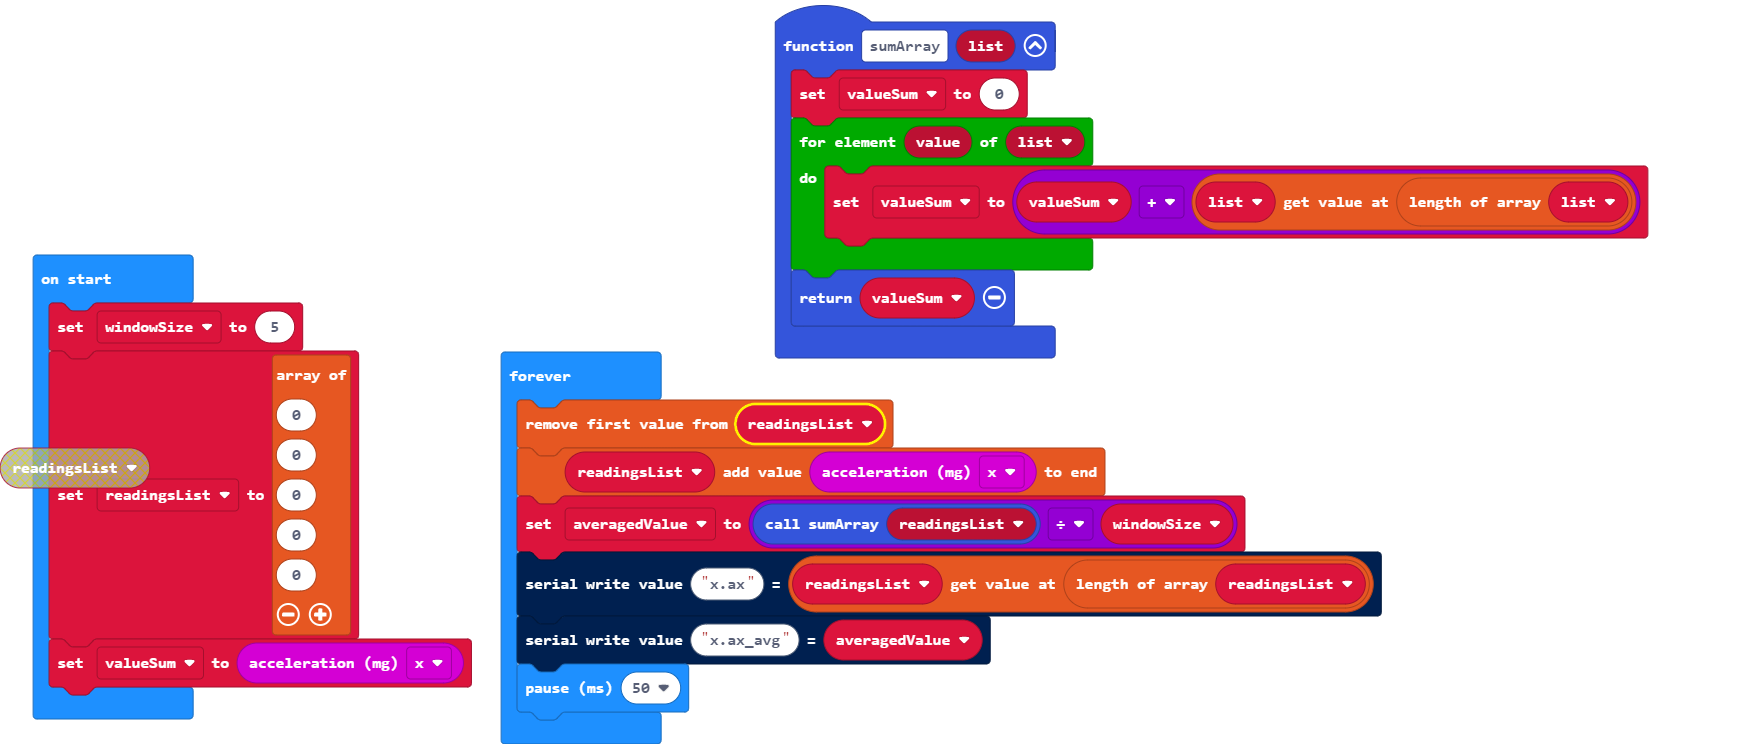 function sumArray list
set valueSum to 0
for element value of list
do
set valueSum to valueSum + list get value at length of array list
return valueSum
on start
set windowSize to 5
array of
0
0
0
0
0
set readingsList to
readingsList
set valueSum to acceleration (mg) x
forever
remove first value from readingsList
readingsList add value acceleration (mg) x to end
set averagedValue to call sumArray readingsList ÷ windowSize
serial write value "x.ax" = readingsList get value at length of array readingsList
serial write value "x.ax_avg" = averagedValue
pause (ms) 50